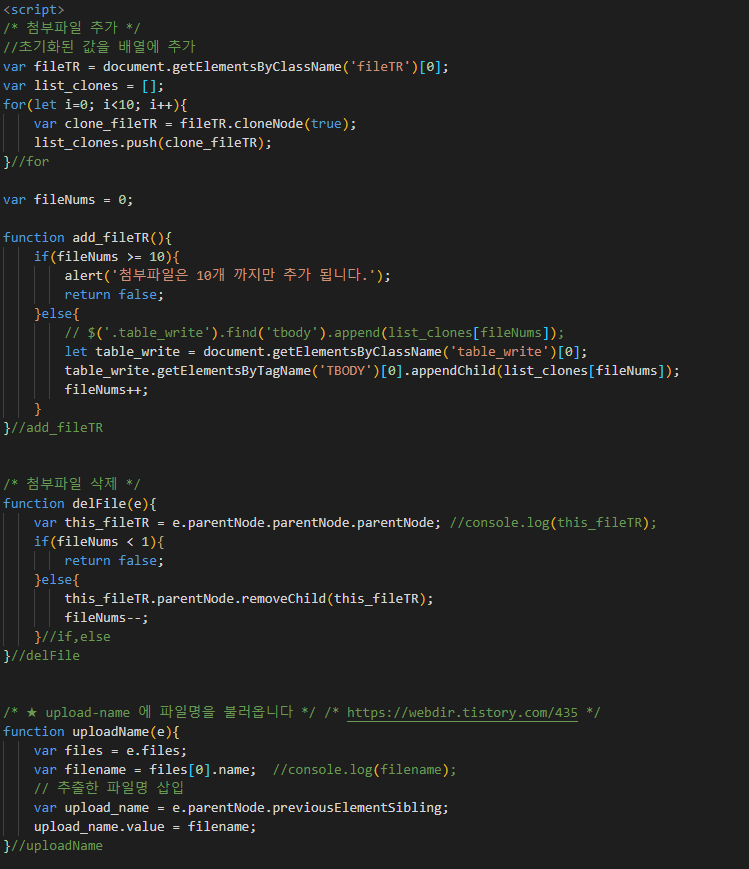 <script>
/* 첨부파일 추가 */
//초기화된 값을 배열에 추가
var fileTR = document.getElementsByClassName('fileTR')[0];
var list_clones = [];
for(let i=0; i<10; i++){
    var clone_fileTR = fileTR.cloneNode(true);
    list_clones.push(clone_fileTR);
}//for

var fileNums = 0;

function add_fileTR(){
    if(fileNums >= 10){
        alert('첨부파일은 10개 까지만 추가 됩니다.');
        return false;
    }else{
        // $('.table_write').find('tbody').append(list_clones[fileNums]);
        let table_write = document.getElementsByClassName('table_write')[0];
        table_write.getElementsByTagName('TBODY')[0].appendChild(list_clones[fileNums]);
        fileNums++;
    }
}//add_fileTR


/* 첨부파일 삭제 */
function delFile(e){
    var this_fileTR = e.parentNode.parentNode.parentNode; //console.log(this_fileTR);
    if(fileNums < 1){
        return false;
    }else{
        this_fileTR.parentNode.removeChild(this_fileTR);
        fileNums--;
    }//if,else
}//delFile


/* ★ upload-name 에 파일명을 불러옵니다 */ /* https://webdir.tistory.com/435 */
function uploadName(e){
    var files = e.files;
    var filename = files[0].name;  //console.log(filename);
    // 추출한 파일명 삽입
    var upload_name = e.parentNode.previousElementSibling;
    upload_name.value = filename;
}//uploadName